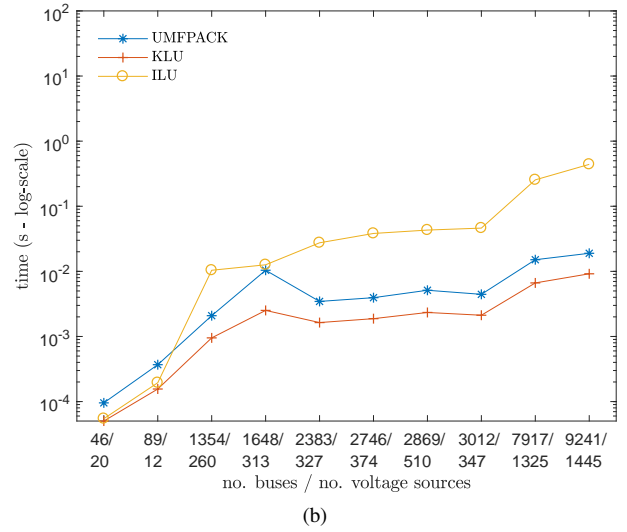 10^2
10^1
10^0
10^-1
10^-2
10^-3
10^-4
time (s - log-scale)
UMFPACK
KLU
ILU
46/ 89/ 1354/ 1648/ 2383/ 2746/ 2869/ 3012/ 7917/ 9241/
20 12 260 313 327 374 510 347 1325 1445
no. buses / no. voltage sources
(b)